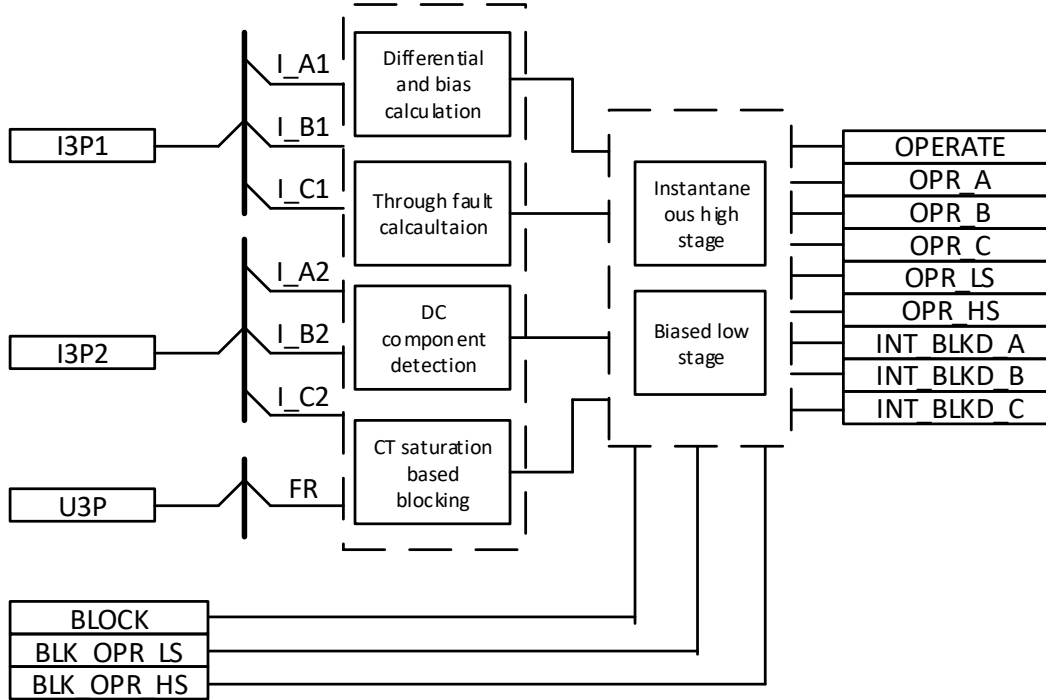 I3P1
I_A1
I_B1
I_C1
I3P2
I_A2
I_B2
I_C2
U3P
FR
Differential
and bias
calculation
Through fault
calcaultaion
DC
component
detection
CT saturation
based
blocking
Instantane
ous high
stage
Biased low
stage
OPERATE
OPR_A
OPR_B
OPR_C
OPR_LS
OPR_HS
INT_BLKD_A
INT_BLKD_B
INT_BLKD_C
BLOCK
BLK_OPR_LS
BLK_OPR_HS